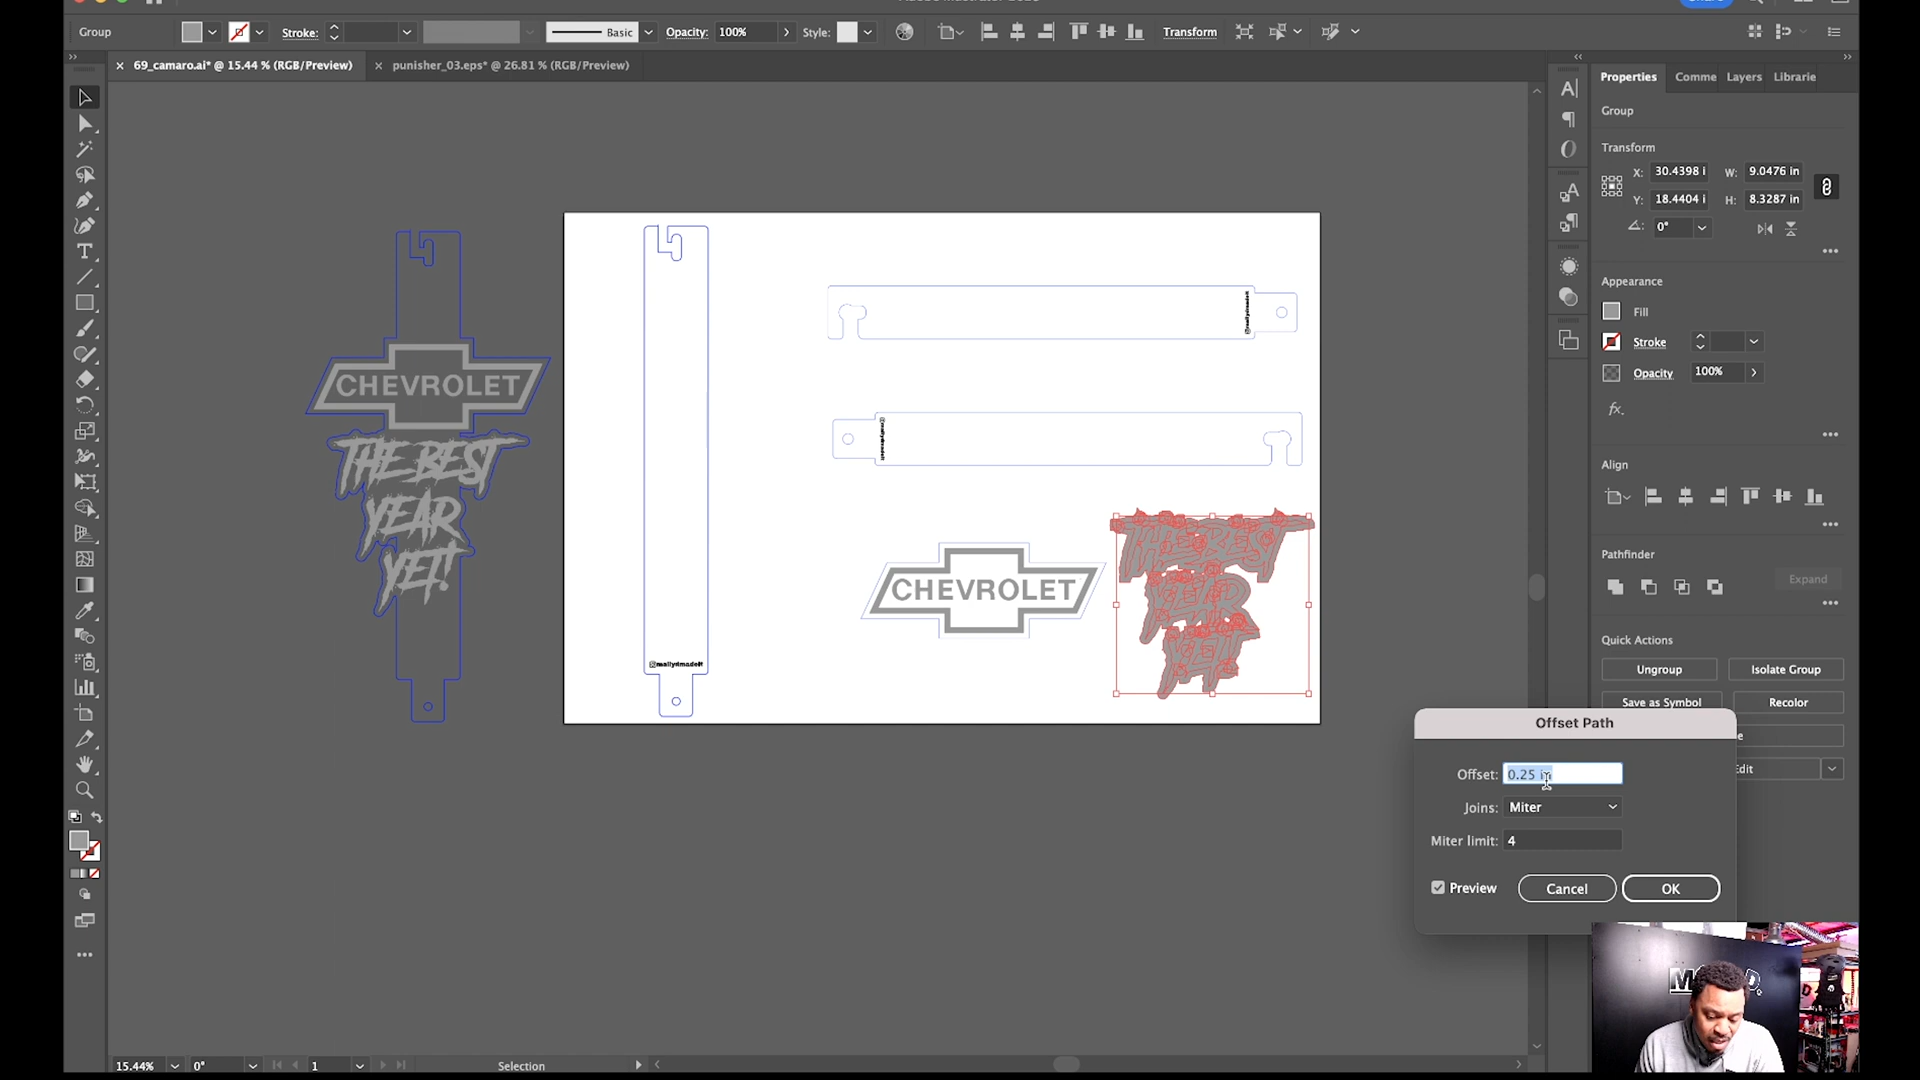 Group
Stroke:
Basic
Opacity:
100%
Style:
Transform
69_camaro.ai* @ 15.44 % (RGB/Preview)
punisher_03.eps* @ 26.81 % (RGB/Preview)
Properties
Comme
Layers
Librarie
Group
Transform
X:
30.4398 i
W:
9.0476 in
Y:
18.4404 i
H:
8.3287 in
0°
Appearance
Fill
Stroke
Opacity
100%
fx.
Align
Pathfinder
Expand
Quick Actions
Ungroup
Isolate Group
Save as Symbol
Recolor
e
Edit
CHEVROLET
THE BEST
YEAR
YET!
CHEVROLET
Offset Path
Offset:
0.25 in
Joins:
Miter
Miter limit:
4
Preview
Cancel
OK
15.44%
0°
1
Selection